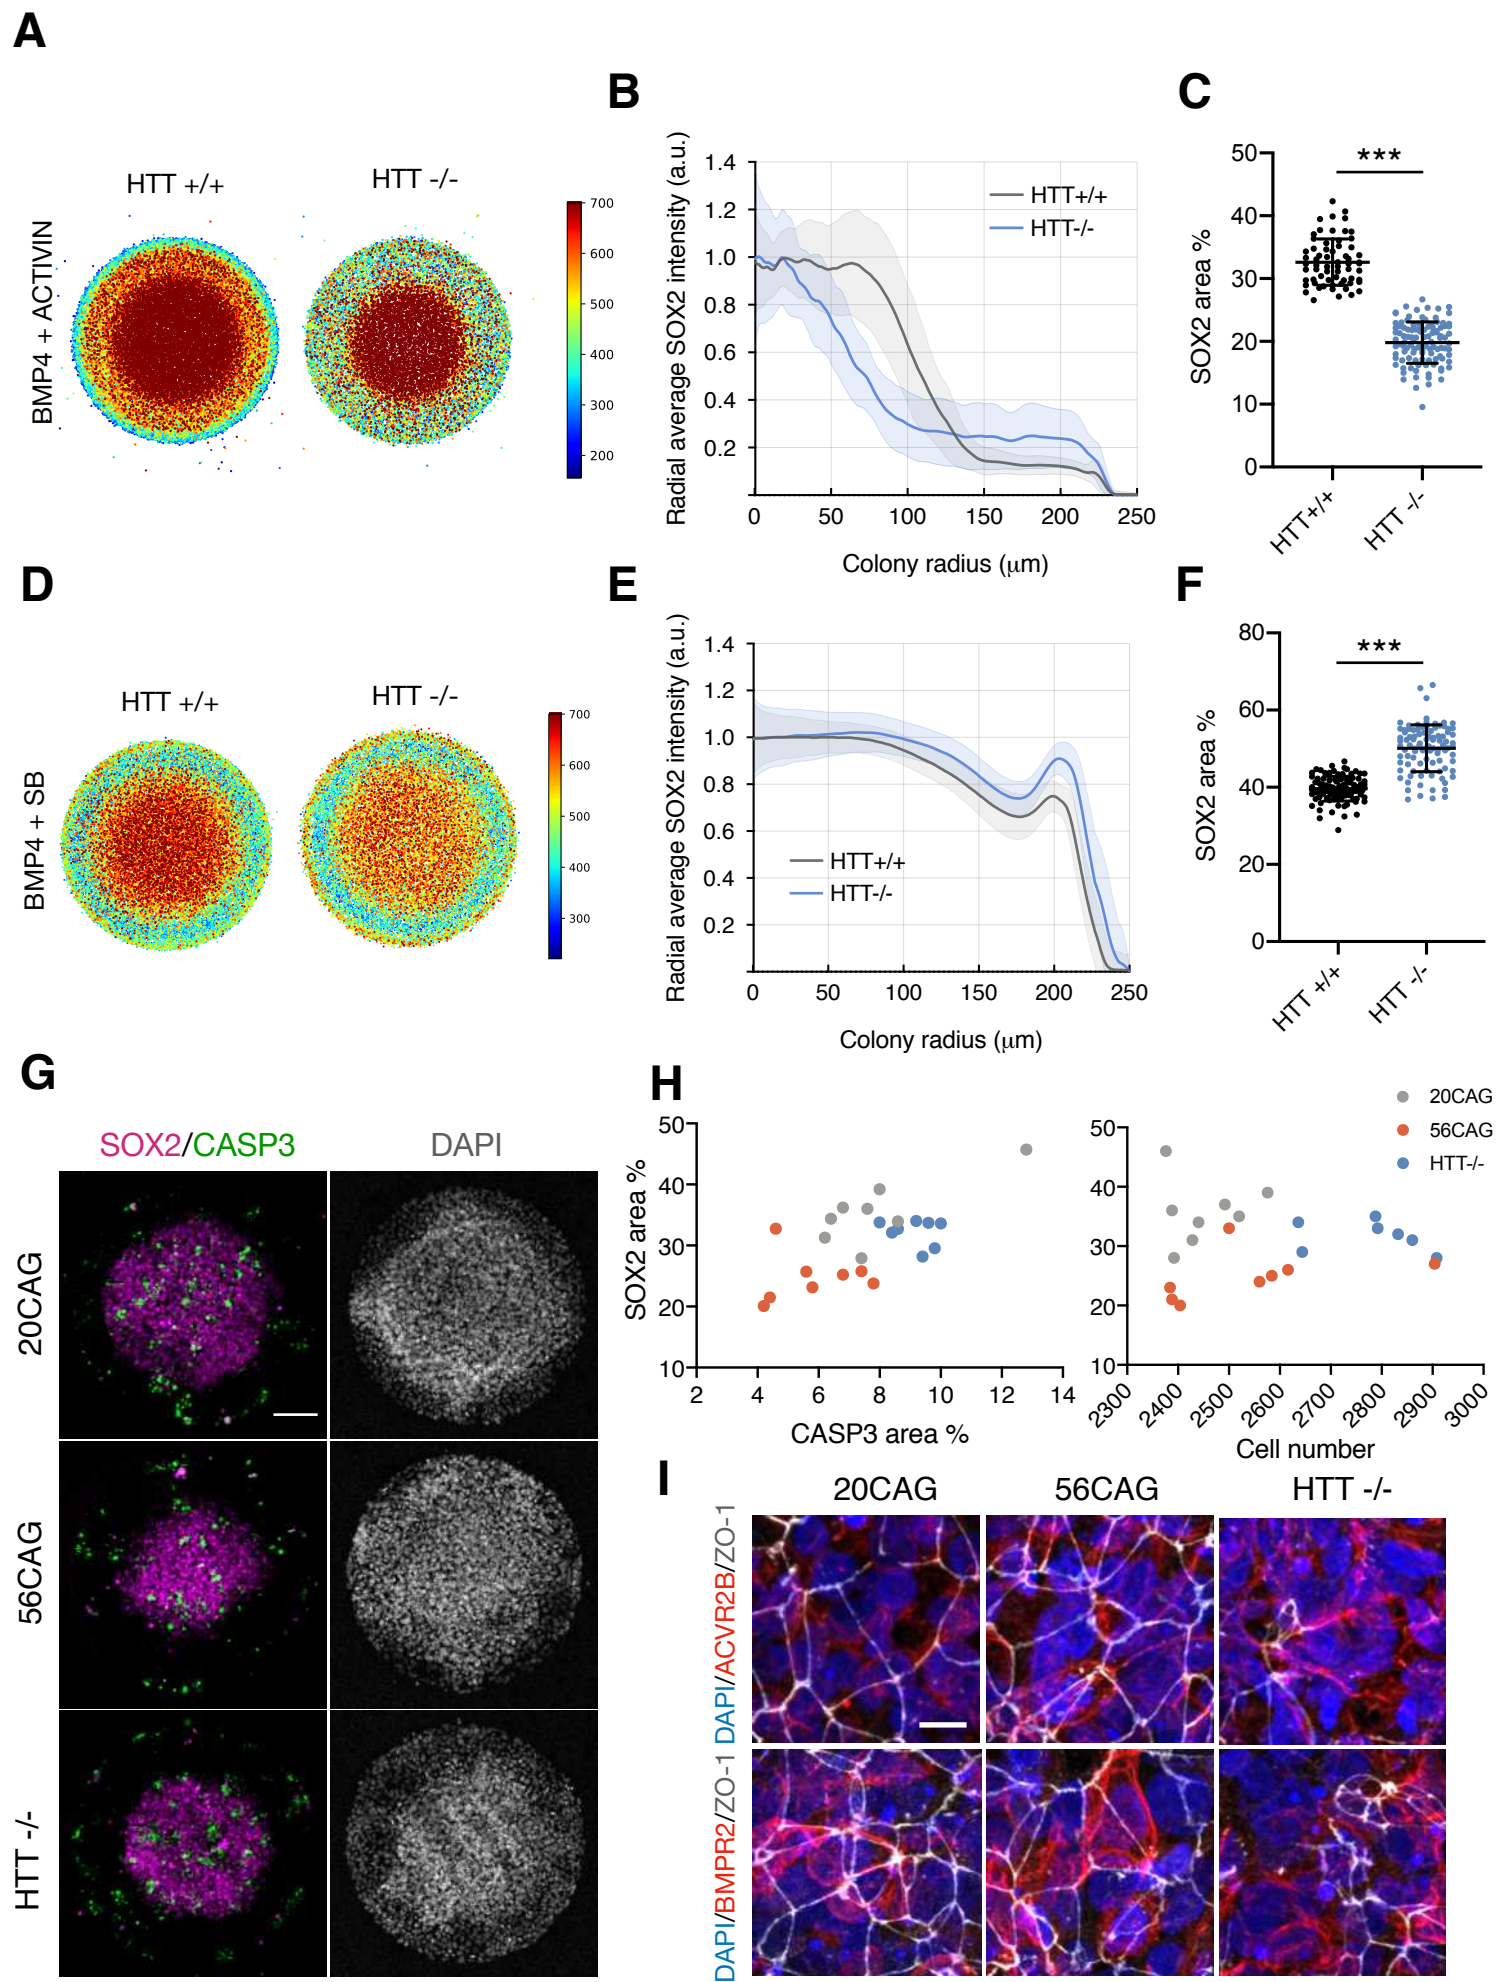 A
HTT +/+
HTT -/-
BMP4 + ACTIVIN
700
600
500
400
300
200
B
Radial average SOX2 intensity (a.u.)
1.4
1.2
1.0
0.8
0.6
0.4
0.2
HTT+/+
HTT-/-
0 50 100 150 200 250
Colony radius (μm)
C
SOX2 area %
50
40
30
20
10
0
***
HTT+/+
HTT -/-
D
HTT +/+
HTT -/-
BMP4 + SB
700
600
500
400
300
E
Radial average SOX2 intensity (a.u.)
1.4
1.2
1.0
0.8
0.6
0.4
0.2
HTT+/+
HTT-/-
0 50 100 150 200 250
Colony radius (μm)
F
SOX2 area %
80
60
40
20
0
***
HTT +/+
HTT -/-
G
SOX2/CASP3
DAPI
20CAG
56CAG
HTT -/-
H
SOX2 area %
50
40
30
20
10
2 4 6 8 10 12 14
CASP3 area %
50
40
30
20
10
2300 2400 2500 2600 2700 2800 2900 3000
Cell number
20CAG
56CAG
HTT-/-
I
20CAG
56CAG
HTT -/-
DAPI/ACVR2B/ZO-1
DAPI/BMPR2/ZO-1